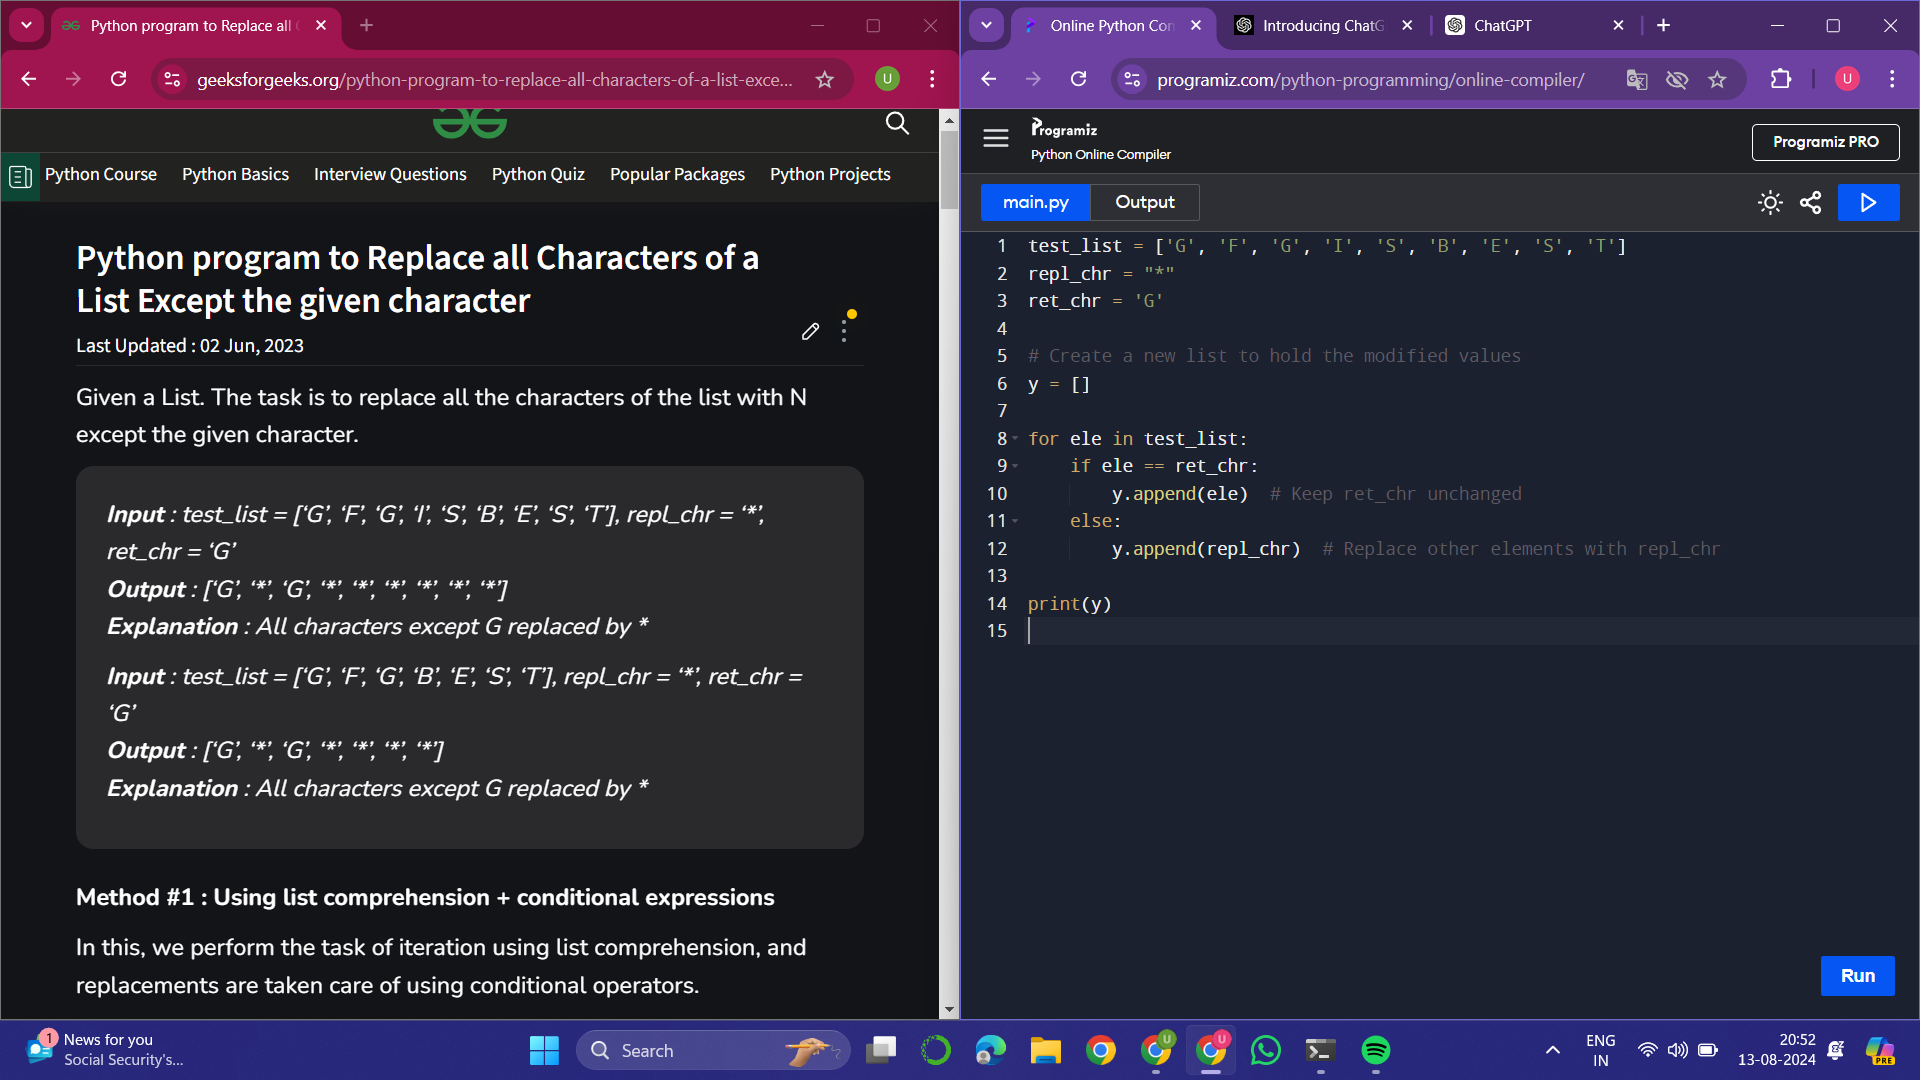 Python program to Replace all
geeksforgeeks.org/python-program-to-replace-all-characters-of-a-list-exce...
U
Python Course Python Basics Interview Questions Python Quiz Popular Packages Python Projects
Python program to Replace all Characters of a
List Except the given character
Last Updated : 02 Jun, 2023
Given a List. The task is to replace all the characters of the list with N
except the given character.
Input : test_list = [‘G’, ‘F’, ‘G’, ‘I’, ‘S’, ‘B’, ‘E’, ‘S’, ‘T’], repl_chr = ‘*’,
ret_chr = ‘G’
Output : [‘G’, ‘*’, ‘G’, ‘*’, ‘*’, ‘*’, ‘*’, ‘*’, ‘*’]
Explanation : All characters except G replaced by *
Input : test_list = [‘G’, ‘F’, ‘G’, ‘B’, ‘E’, ‘S’, ‘T’], repl_chr = ‘*’, ret_chr =
‘G’
Output : [‘G’, ‘*’, ‘G’, ‘*’, ‘*’, ‘*’, ‘*’]
Explanation : All characters except G replaced by *
Method #1 : Using list comprehension + conditional expressions
In this, we perform the task of iteration using list comprehension, and
replacements are taken care of using conditional operators.
Online Python Con Introducing ChatG ChatGPT
programiz.com/python-programming/online-compiler/
U
Programiz
Python Online Compiler
Programiz PRO
main.py Output
1 test_list = ['G', 'F', 'G', 'I', 'S', 'B', 'E', 'S', 'T']
2 repl_chr = "*"
3 ret_chr = 'G'
4
5 # Create a new list to hold the modified values
6 y = []
7
8 for ele in test_list:
9 if ele == ret_chr:
10 y.append(ele) # Keep ret_chr unchanged
11 else:
12 y.append(repl_chr) # Replace other elements with repl_chr
13
14 print(y)
15
Run
1 News for you
Social Security's...
Search
U U
ENG
IN
20:52
13-08-2024
PRE